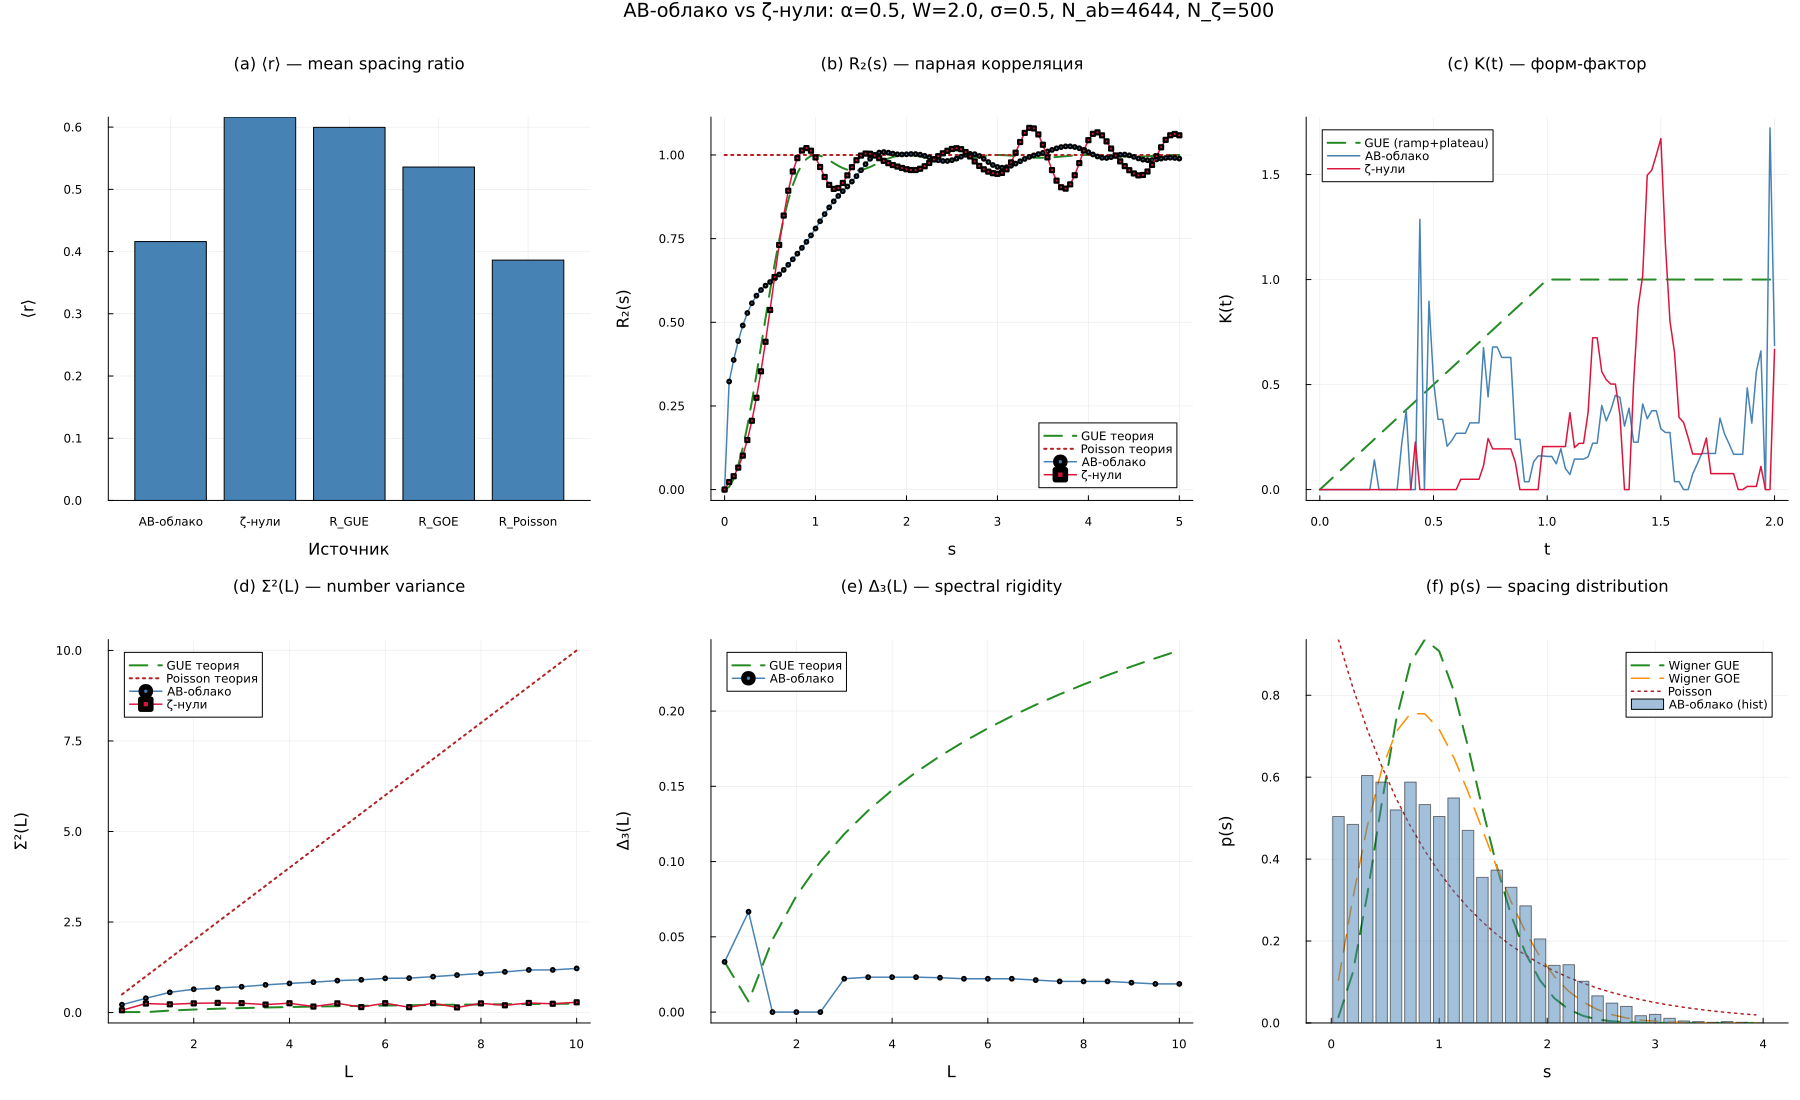 АВ-облако vs ζ-нули: α=0.5, W=2.0, σ=0.5, N_ab=4644, N_ζ=500
(a) ⟨r⟩ — mean spacing ratio
⟨r⟩
0.6
0.5
0.4
0.3
0.2
0.1
0.0
АВ-облако ζ-нули R_GUE R_GOE R_Poisson
Источник
(b) R₂(s) — парная корреляция
R₂(s)
1.00
0.75
0.50
0.25
0.00
GUE теория
Poisson теория
АВ-облако
ζ-нули
0 1 2 3 4 5
s
(c) K(t) — форм-фактор
K(t)
GUE (ramp+plateau)
АВ-облако
ζ-нули
1.5
1.0
0.5
0.0
0.0 0.5 1.0 1.5 2.0
t
(d) Σ²(L) — number variance
Σ²(L)
GUE теория
Poisson теория
АВ-облако
ζ-нули
10.0
7.5
5.0
2.5
0.0
2 4 6 8 10
L
(e) Δ₃(L) — spectral rigidity
Δ₃(L)
GUE теория
АВ-облако
0.20
0.15
0.10
0.05
0.00
2 4 6 8 10
L
(f) p(s) — spacing distribution
p(s)
Wigner GUE
Wigner GOE
Poisson
АВ-облако (hist)
0.8
0.6
0.4
0.2
0.0
0 1 2 3 4
s